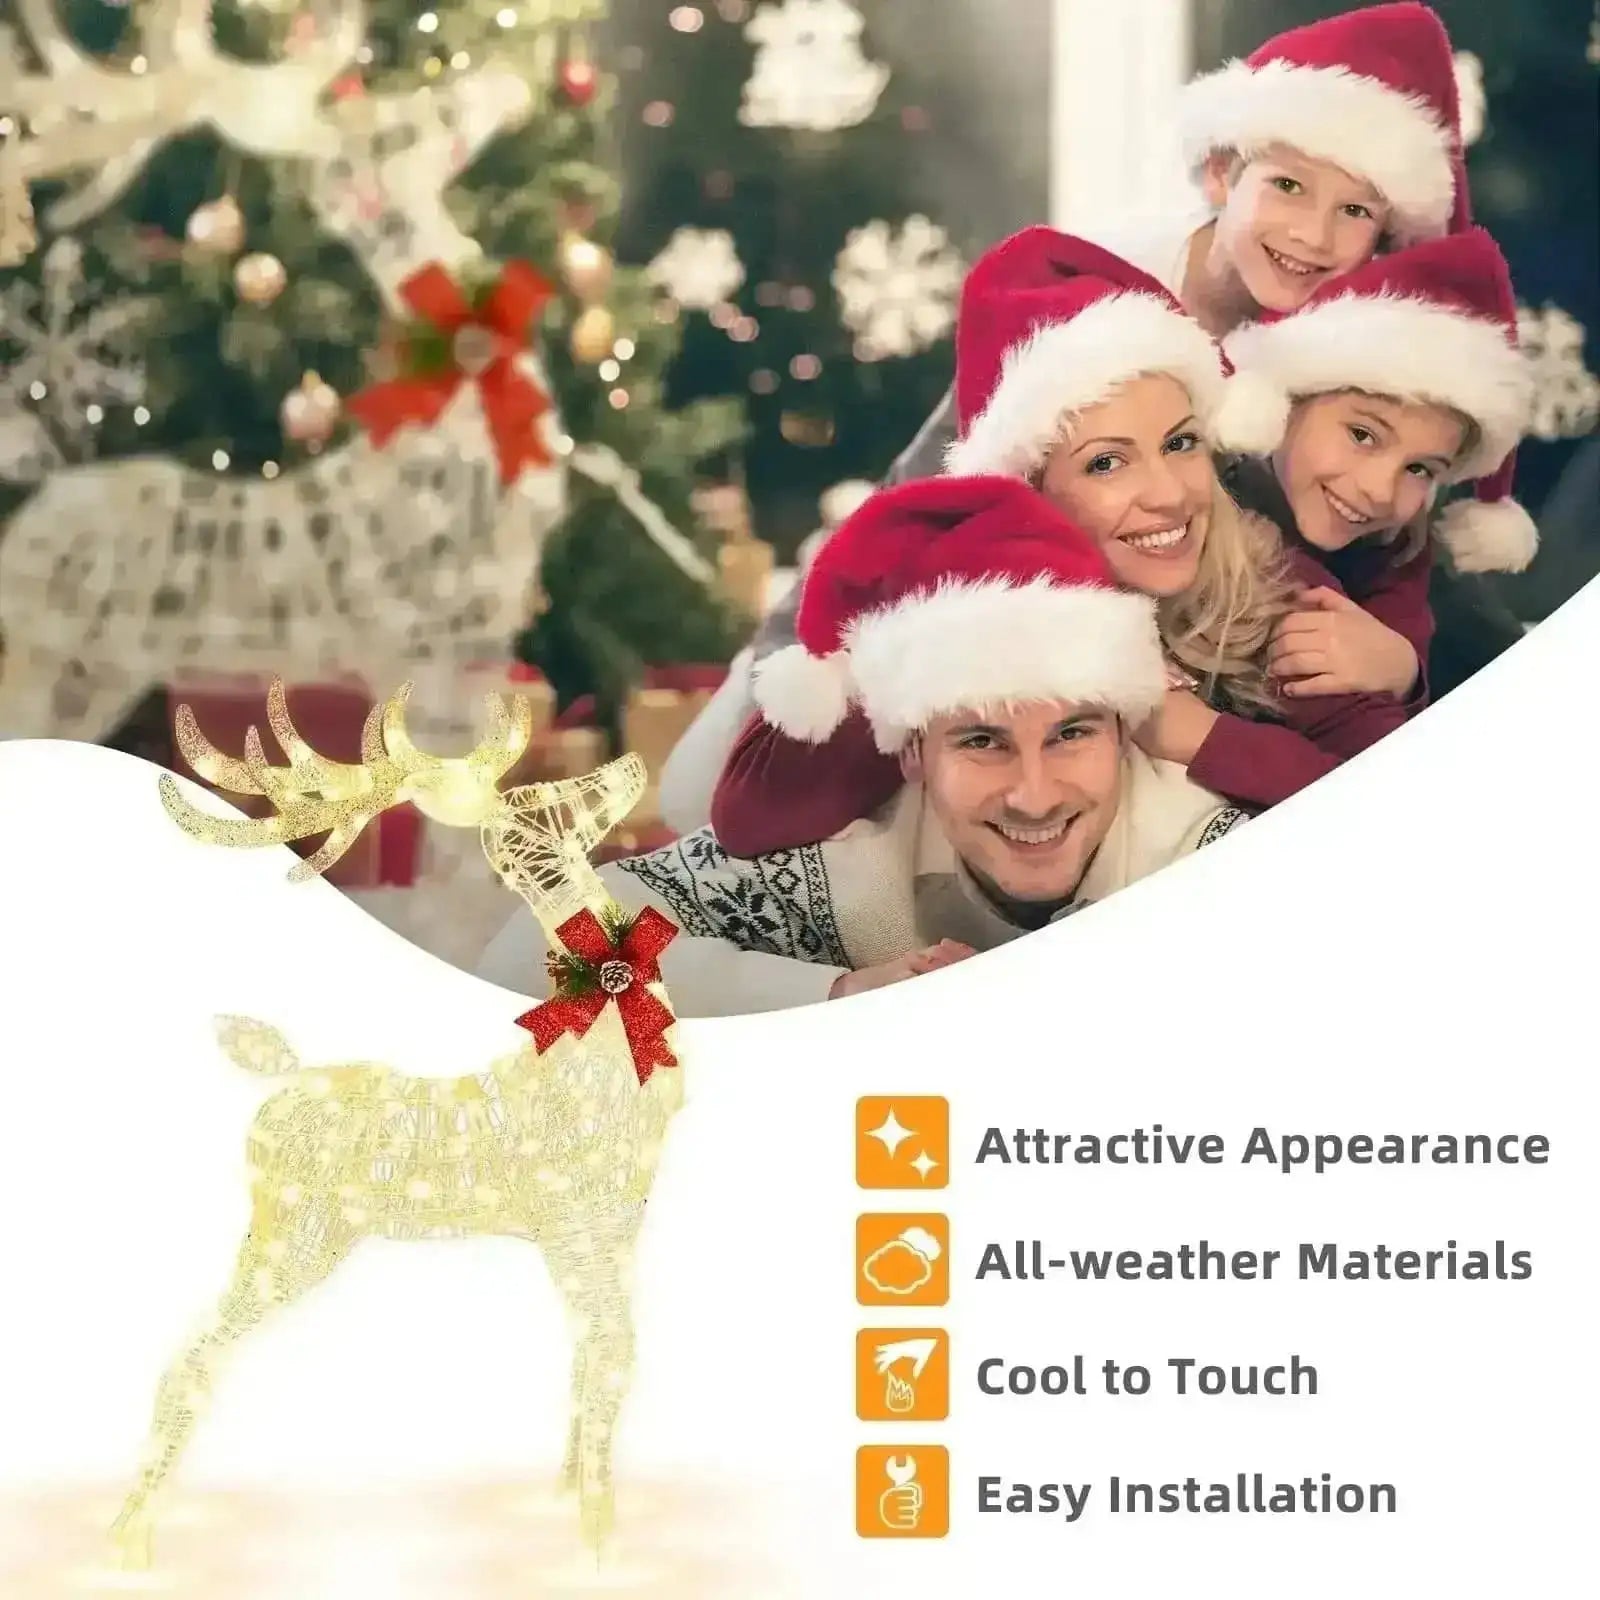 Attractive Appearance
All-weather Materials
Cool to Touch
Easy Installation